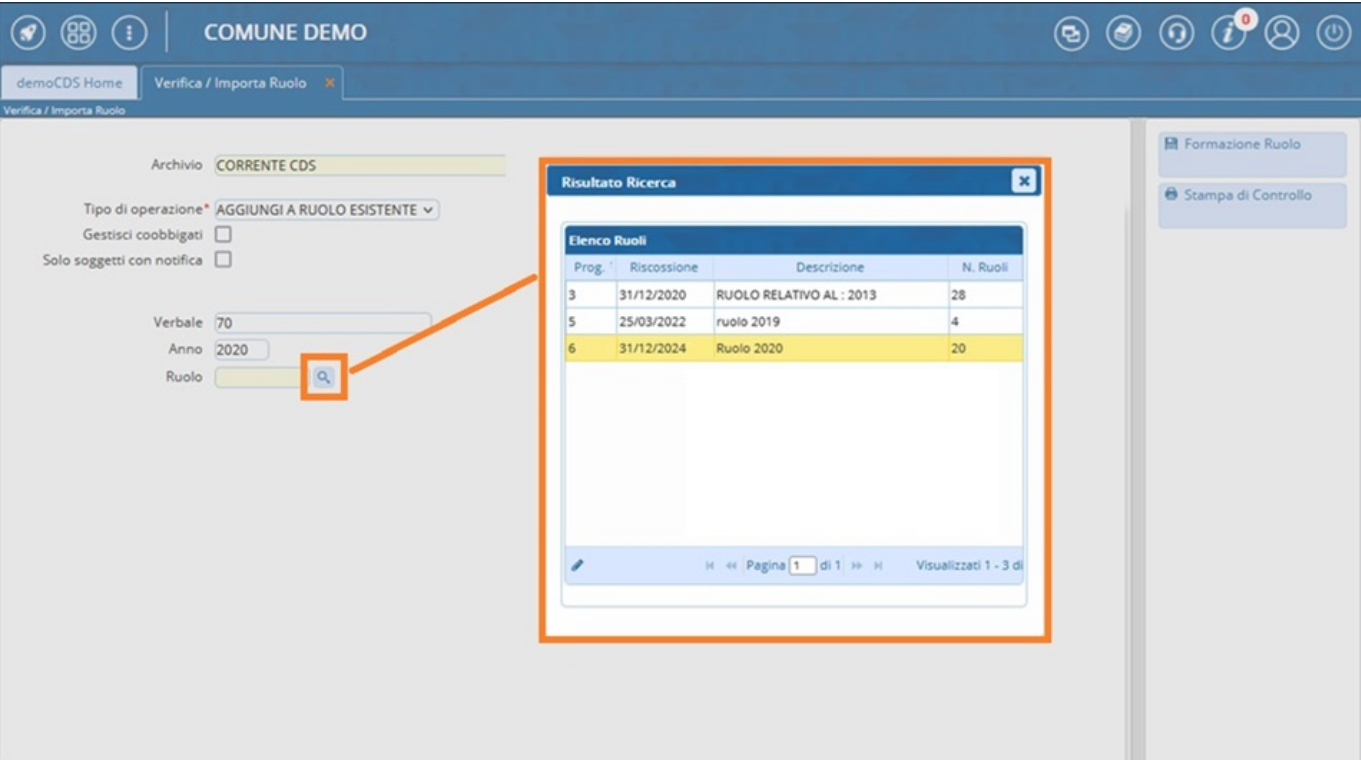 COMUNE DEMO
0
demoCDS Home
Verifica / Importa Ruolo
Verifica / Importa Ruolo
Archivio CORRENTE CDS
Tipo di operazione* AGGIUNGI A RUOLO ESISTENTE
Gestisci coobbigati
Solo soggetti con notifica
Verbale 70
Anno 2020
Ruolo
Risultato Ricerca
Elenco Ruoli
Prog. Riscossione Descrizione N. Ruoli
3 31/12/2020 RUOLO RELATIVO AL : 2013 28
5 25/03/2022 ruolo 2019 4
6 31/12/2024 Ruolo 2020 20
Pagina 1 di 1 Visualizzati 1 - 3 di
Formazione Ruolo
Stampa di Controllo